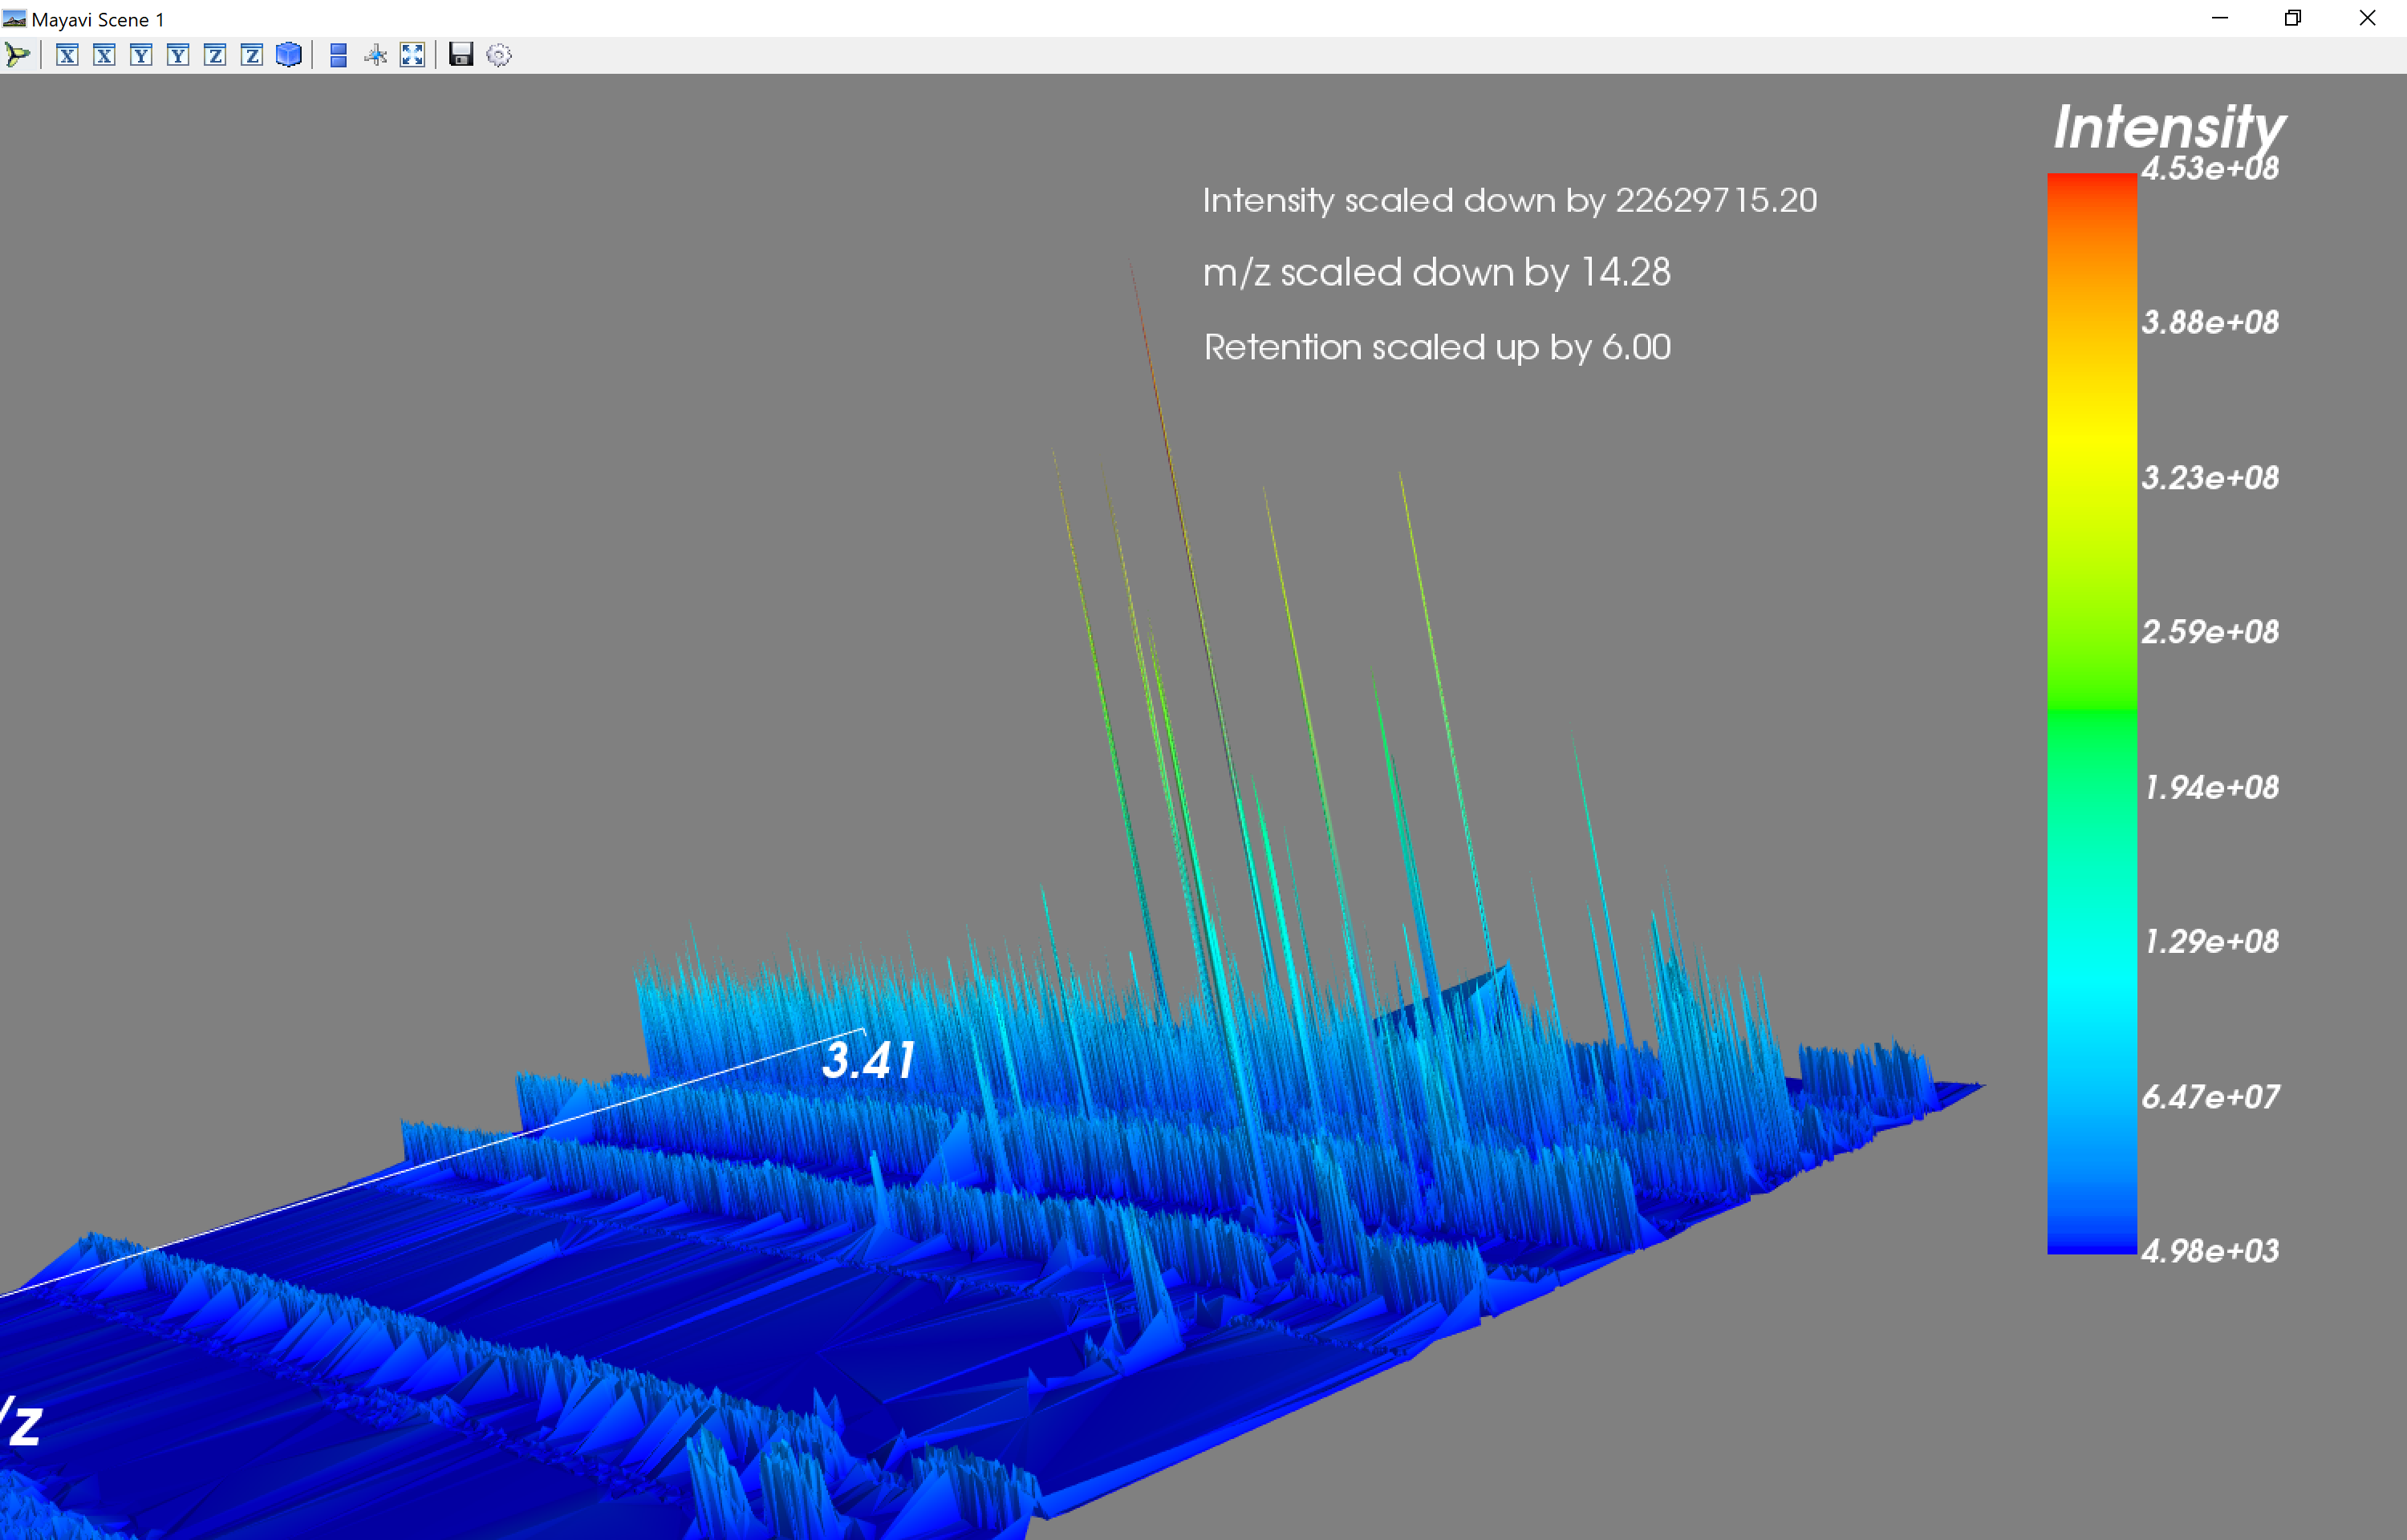 Mayavi Scene 1
X X Y Y Z Z
Intensity
4.53e+08
Intensity scaled down by 22629715.20
m/z scaled down by 14.28
3.88e+08
Retention scaled up by 6.00
3.23e+08
2.59e+08
1.94e+08
1.29e+08
3.41
6.47e+07
4.98e+03
/z